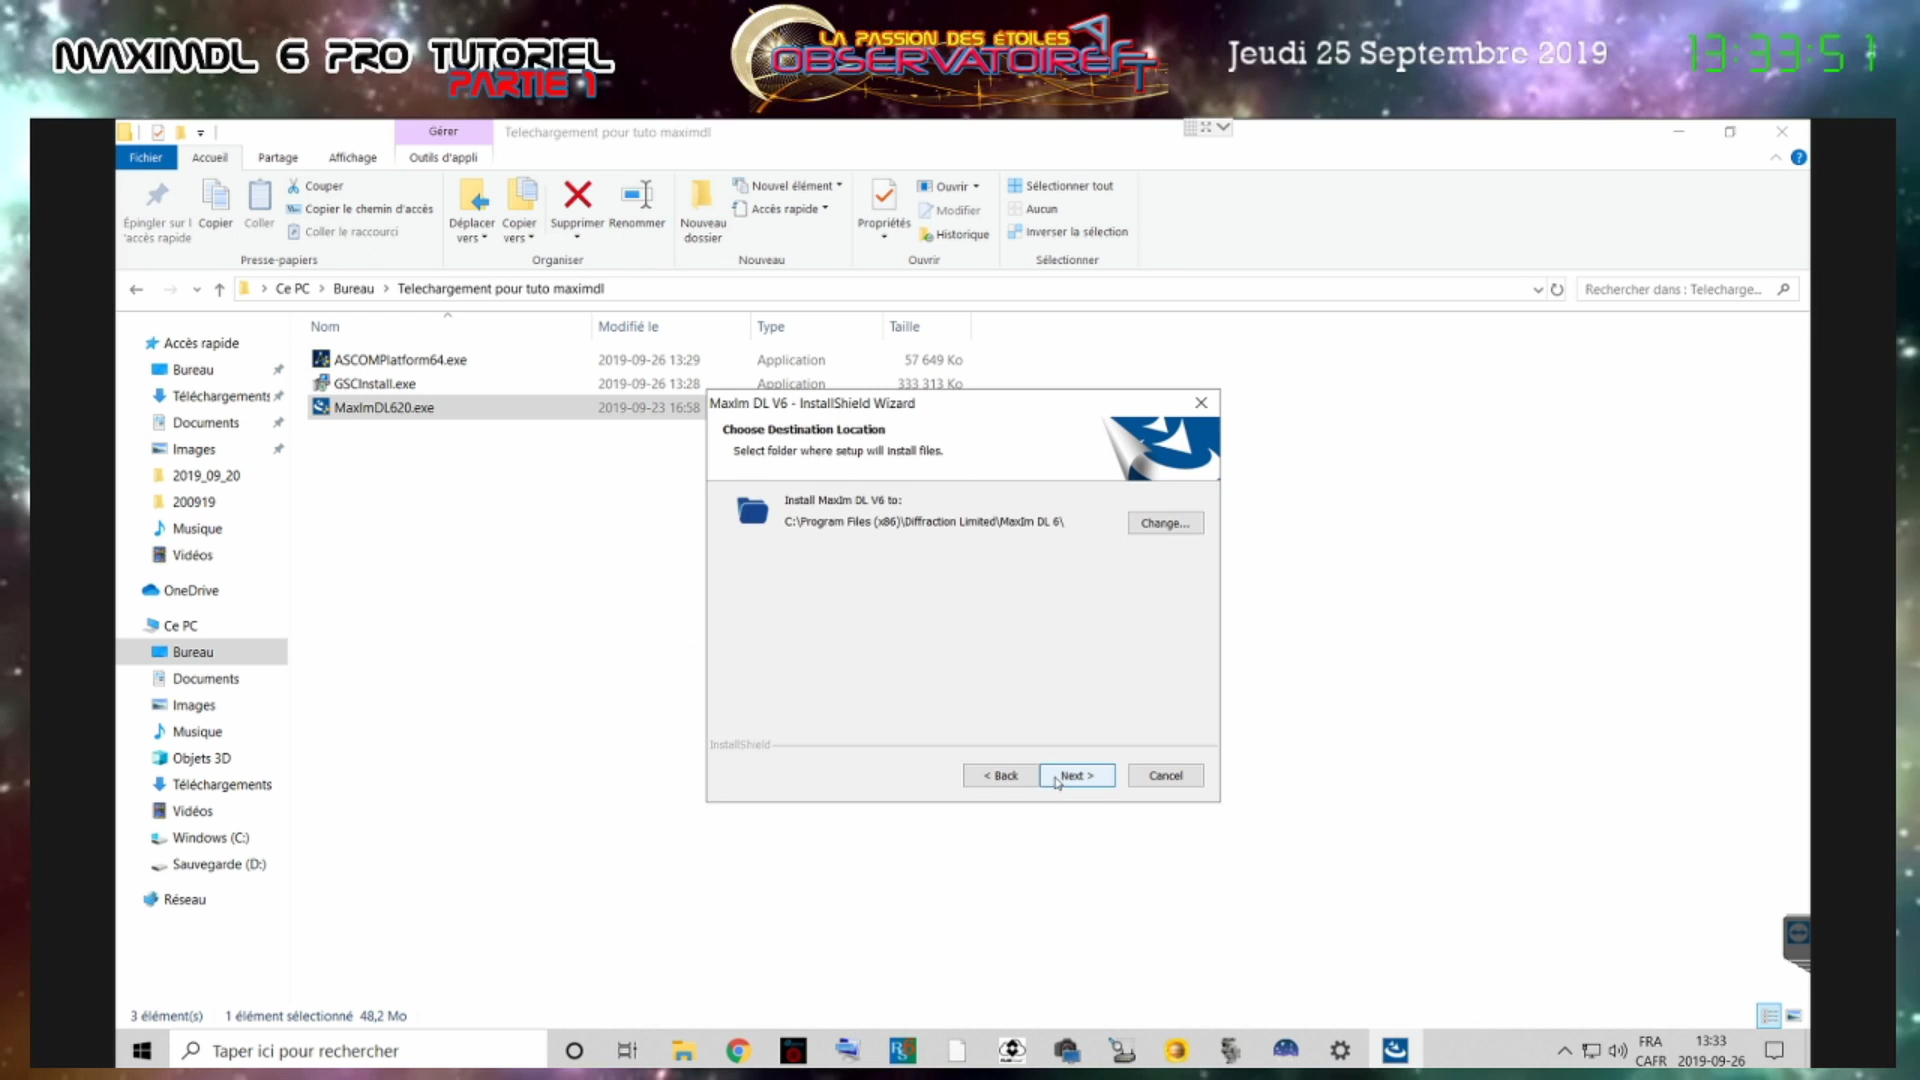 MAXIMDL 6 PRO TUTORIEL
PARTIE 1
LA PASSION DES ÉTOILES
OBSERVATOIRE
Jeudi 25 Septembre 2019
13:33:51
Gérer
Telechargement pour tuto maximdl
Fichier
Accueil
Partage
Affichage
Outils d'appli
Épingler sur l
'accès rapide
Copier
Coller
Couper
Copier le chemin d'accès
Coller le raccourci
Presse-papiers
Déplacer
vers
Copier
vers
Supprimer
Renommer
Organiser
Nouveau
dossier
Nouvel élément
Accès rapide
Nouveau
Propriétés
Ouvrir
Modifier
Historique
Ouvrir
Sélectionner tout
Aucun
Inverser la sélection
Sélectionner
Ce PC > Bureau > Telechargement pour tuto maximdl
Rechercher dans : Telecharge...
Nom
Modifié le
Type
Taille
ASCOMPlatform64.exe 2019-09-26 13:29 Application 57 649 Ko
GSCInstall.exe 2019-09-26 13:28 Application 333 313 Ko
MaxImDL620.exe 2019-09-23 16:58
Accès rapide
Bureau
Téléchargements
Documents
Images
2019_09_20
200919
Musique
Vidéos
OneDrive
Ce PC
Bureau
Documents
Images
Musique
Objets 3D
Téléchargements
Vidéos
Windows (C:)
Sauvegarde (D:)
Réseau
MaxIm DL V6 - InstallShield Wizard
Choose Destination Location
Select folder where setup will install files.
Install MaxIm DL V6 to:
C:\Program Files (x86)\Diffraction Limited\MaxIm DL 6\
Change...
InstallShield
< Back
Next >
Cancel
3 élément(s)
1 élément sélectionné 48,2 Mo
Taper ici pour rechercher
FRA
CAFR
13:33
2019-09-26